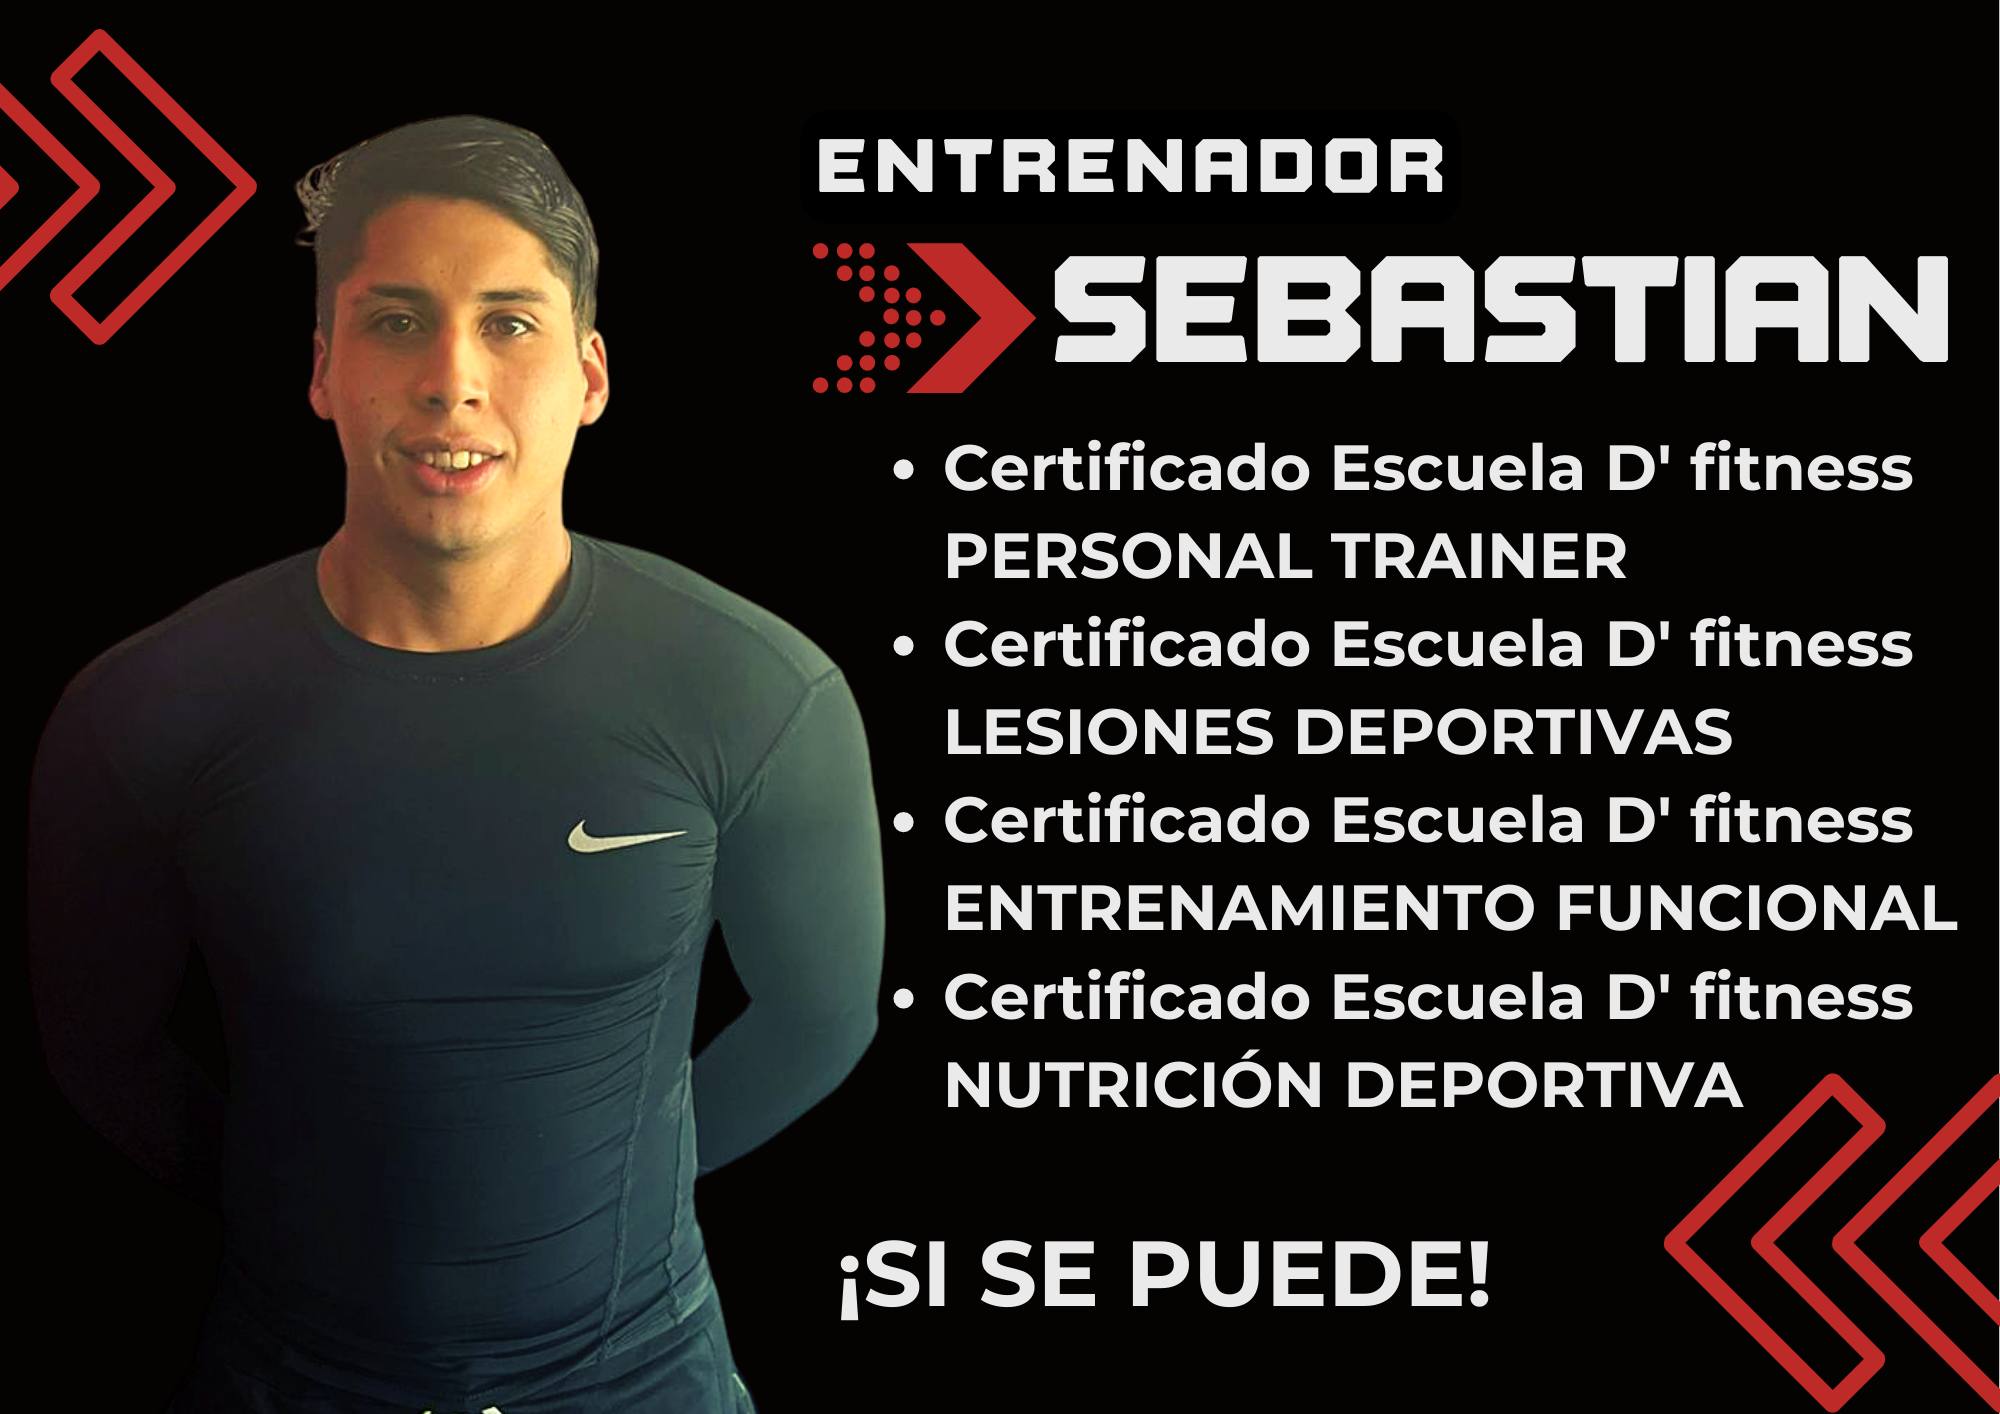 ENTRENADOR
SEBASTIAN
• Certificado Escuela D' fitness
PERSONAL TRAINER
• Certificado Escuela D' fitness
LESIONES DEPORTIVAS
• Certificado Escuela D' fitness
ENTRENAMIENTO FUNCIONAL
• Certificado Escuela D' fitness
NUTRICIÓN DEPORTIVA
¡SI SE PUEDE!